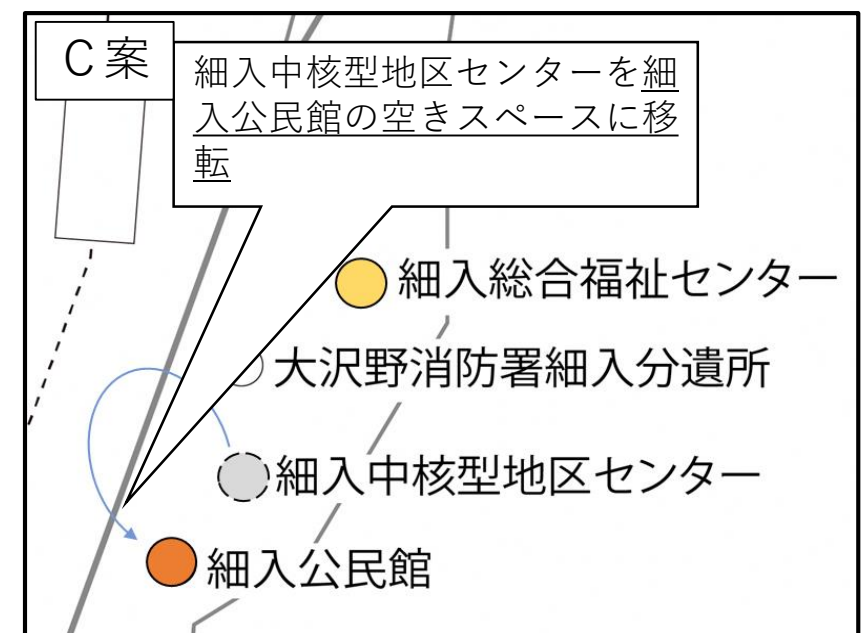 C案
細入中核型地区センターを細
入公民館の空きスペースに移
転
細入総合福祉センター
大沢野消防署細入分遣所
細入中核型地区センター
細入公民館